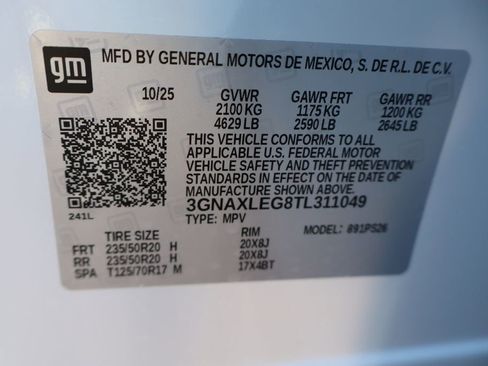 gm
MFD BY GENERAL MOTORS DE MEXICO, S. DE R.L. DE C.V.
10/25 GVWR GAWR FRT GAWR RR
2100 KG 1175 KG 1200 KG
4629 LB 2590 LB 2645 LB
THIS VEHICLE CONFORMS TO ALL
APPLICABLE U.S. FEDERAL MOTOR
VEHICLE SAFETY AND THEFT PREVENTION
STANDARDS IN EFFECT ON THE DATE OF
MANUFACTURE SHOWN ABOVE.
3GNAXLEG8TL311049
241L TYPE: MPV MODEL: 891PS26
TIRE SIZE RIM
FRT 235/50R20 H 20X8J
RR 235/50R20 H 20X8J
SPA T125/70R17 M 17X4BT